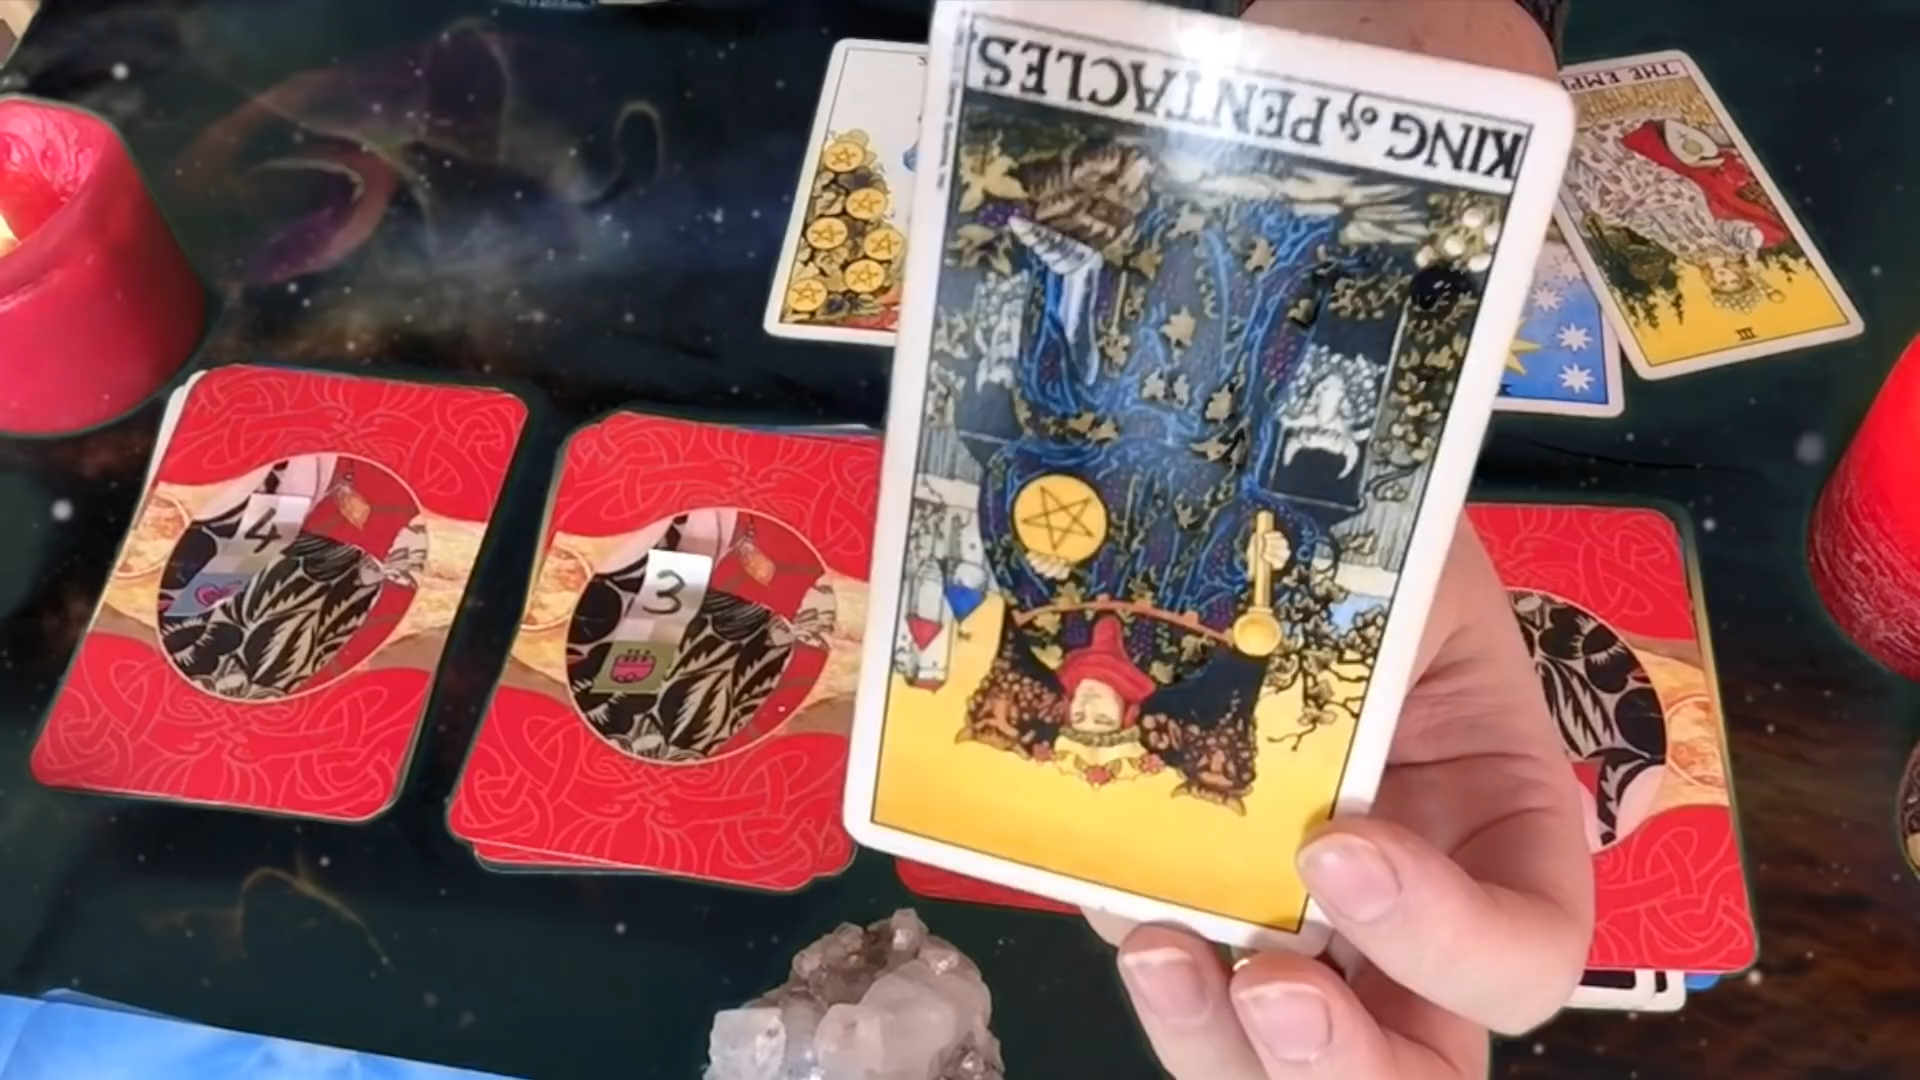 KING of PENTACLES
THE EMP
III
4
3